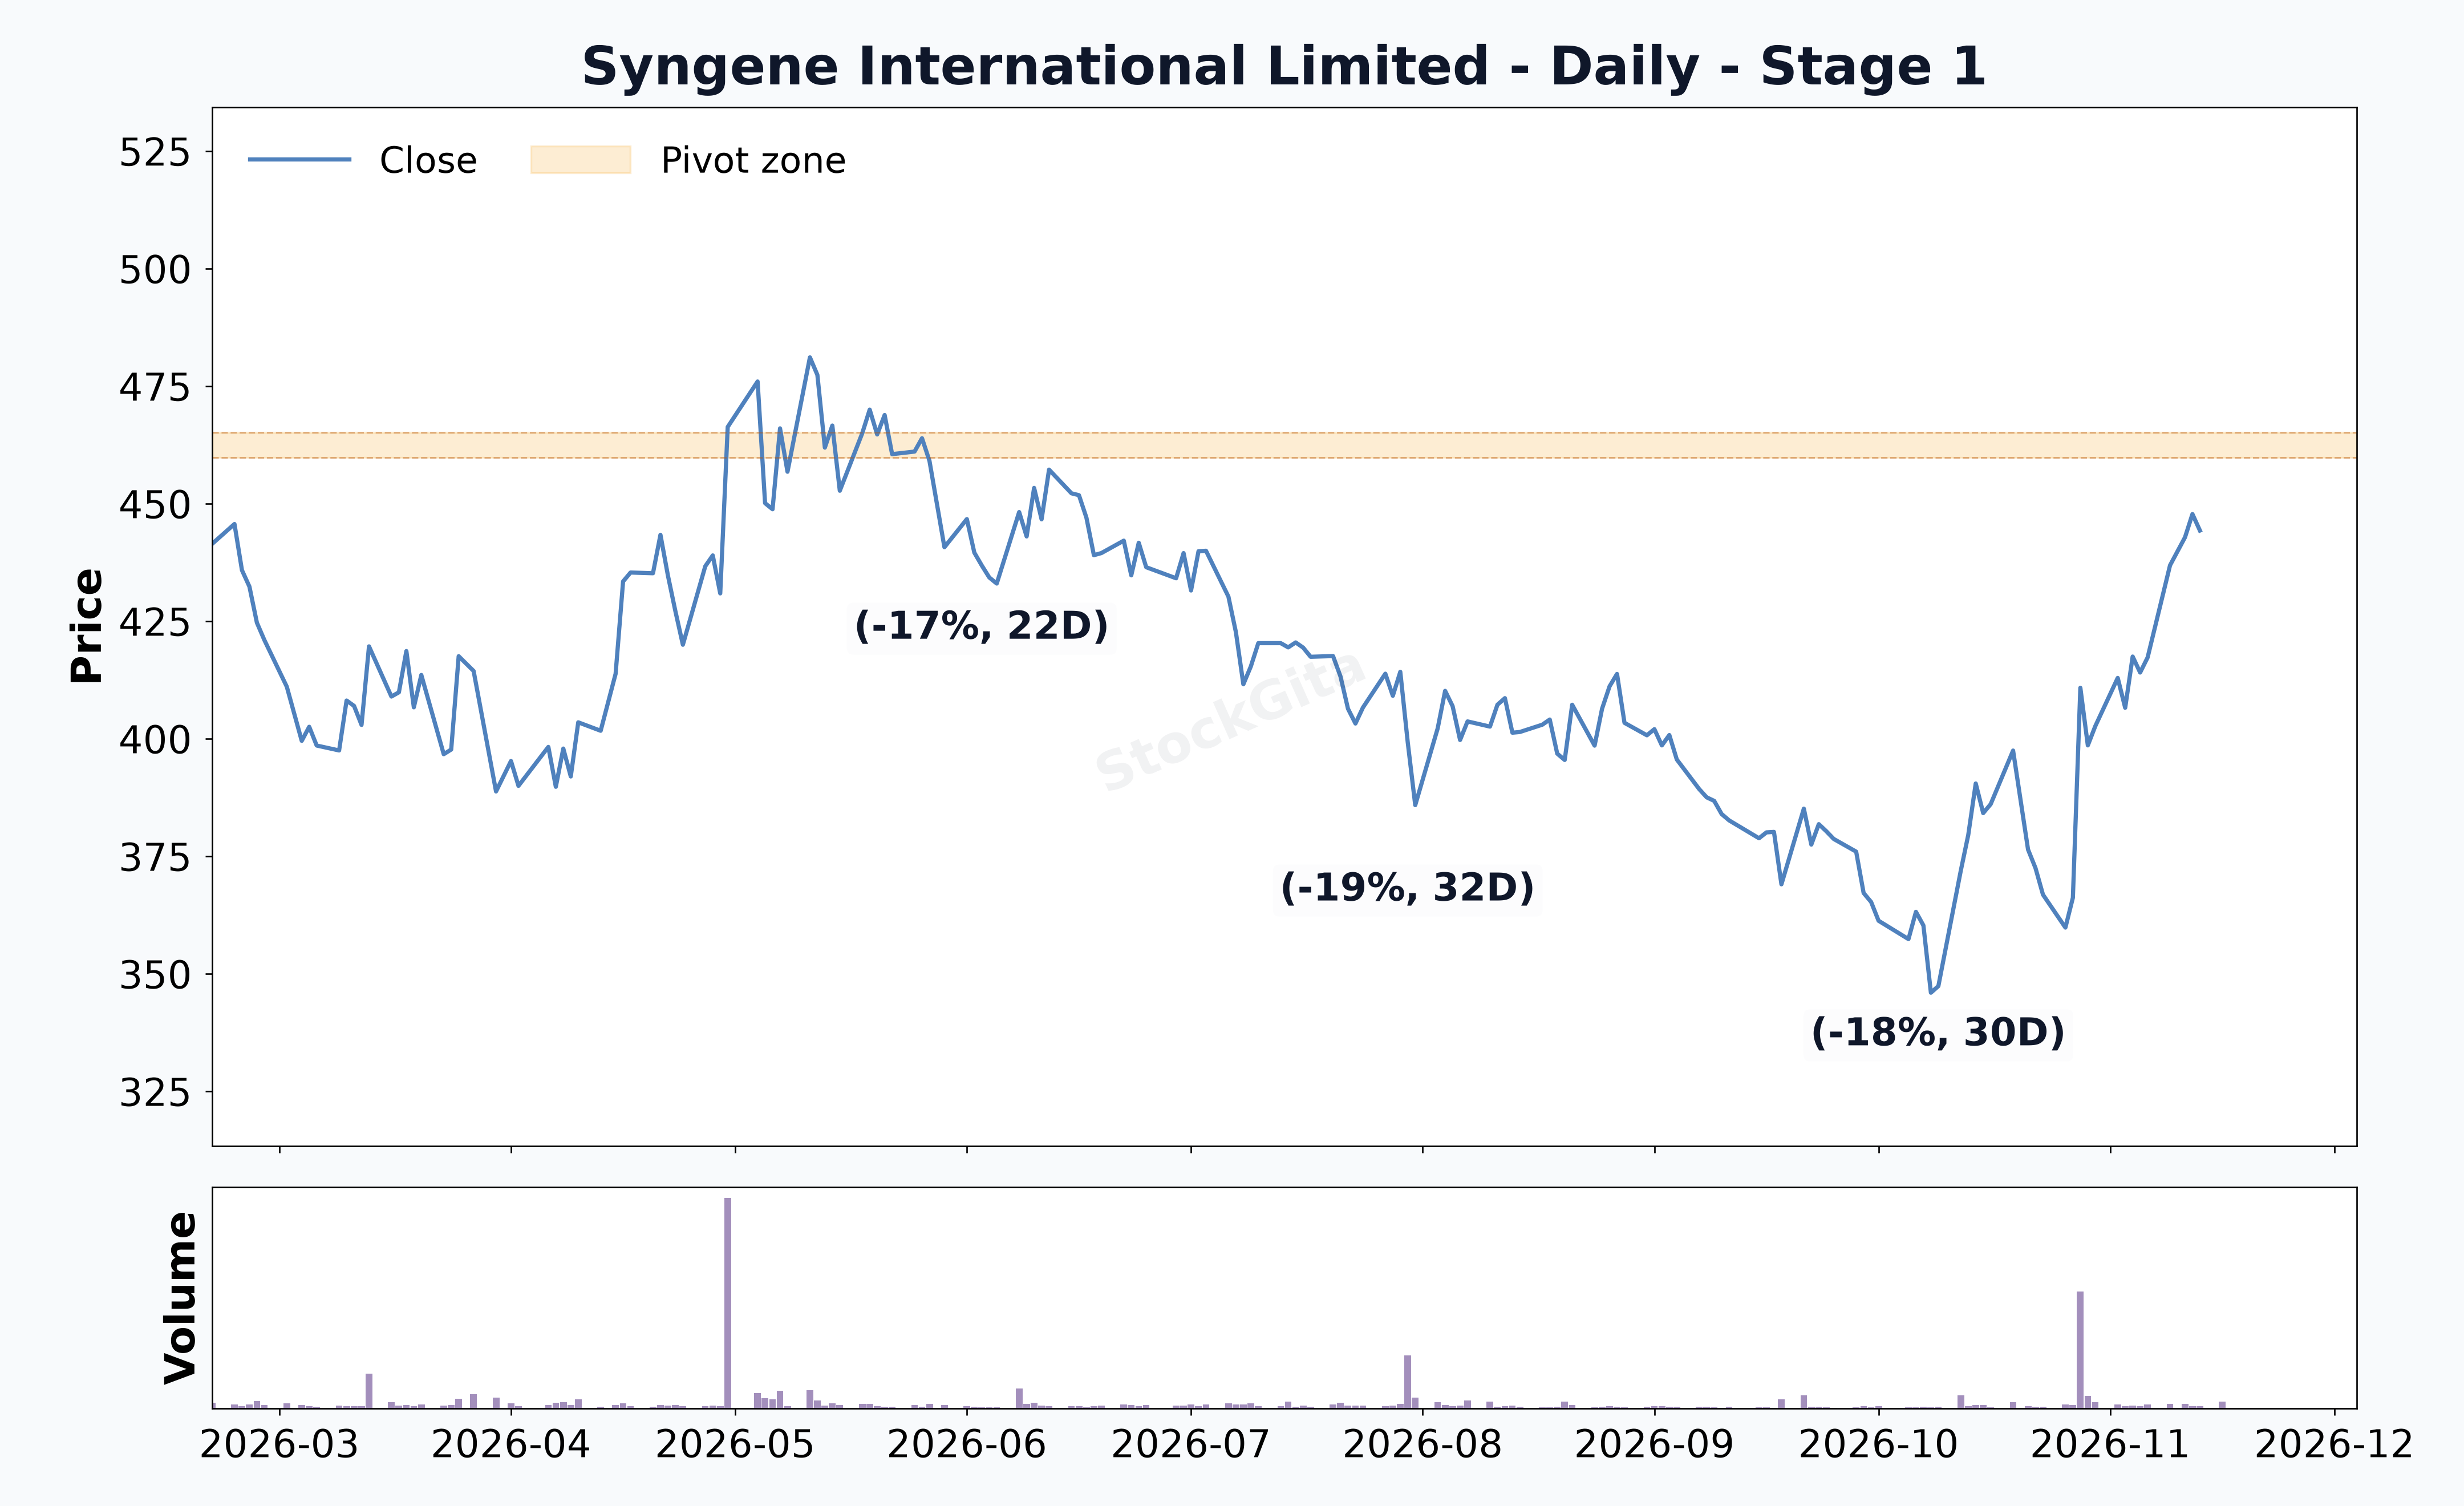 Syngene International Limited - Daily - Stage 1
Close
Pivot zone
525
500
475
450
425
400
375
350
325
Price
(-17%, 22D)
StockGita
(-19%, 32D)
(-18%, 30D)
Volume
2026-03
2026-04
2026-05
2026-06
2026-07
2026-08
2026-09
2026-10
2026-11
2026-12